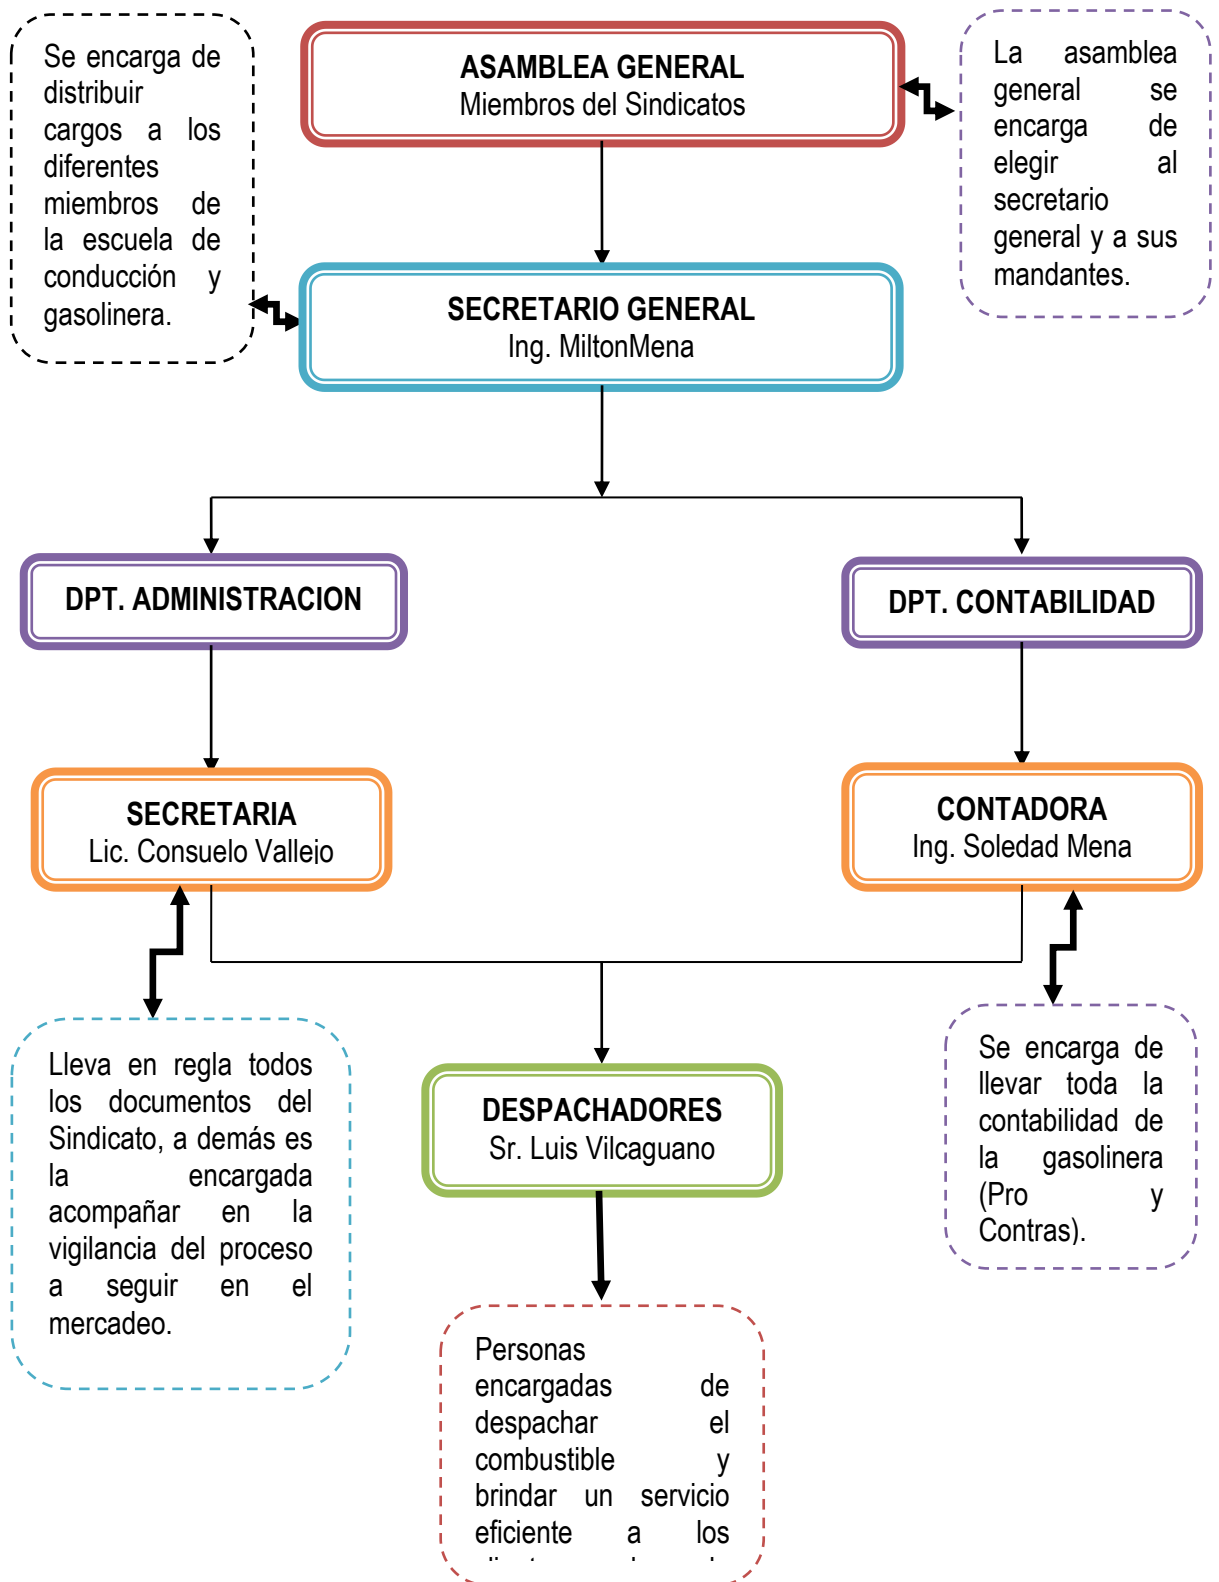 Se encarga de
distribuir
cargos a los
diferentes
miembros de
la escuela de
conducción y
gasolinera.
ASAMBLEA GENERAL
Miembros del Sindicatos
La asamblea
general se
encarga de
elegir al
secretario
general y a sus
mandantes.
SECRETARIO GENERAL
Ing. MiltonMena
DPT. ADMINISTRACION
DPT. CONTABILIDAD
SECRETARIA
Lic. Consuelo Vallejo
CONTADORA
Ing. Soledad Mena
Lleva en regla todos
los documentos del
Sindicato, a demás es
la encargada
acompañar en la
vigilancia del proceso
a seguir en el
mercadeo.
DESPACHADORES
Sr. Luis Vilcaguano
Se encarga de
llevar toda la
contabilidad de
la gasolinera
(Pro y
Contras).
Personas
encargadas de
despachar el
combustible y
brindar un servicio
eficiente a los